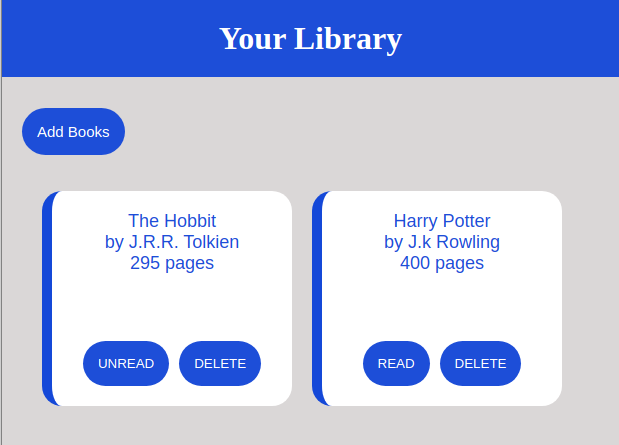 Your Library
Add Books
The Hobbit
by J.R.R. Tolkien
295 pages
UNREAD
DELETE
Harry Potter
by J.k Rowling
400 pages
READ
DELETE